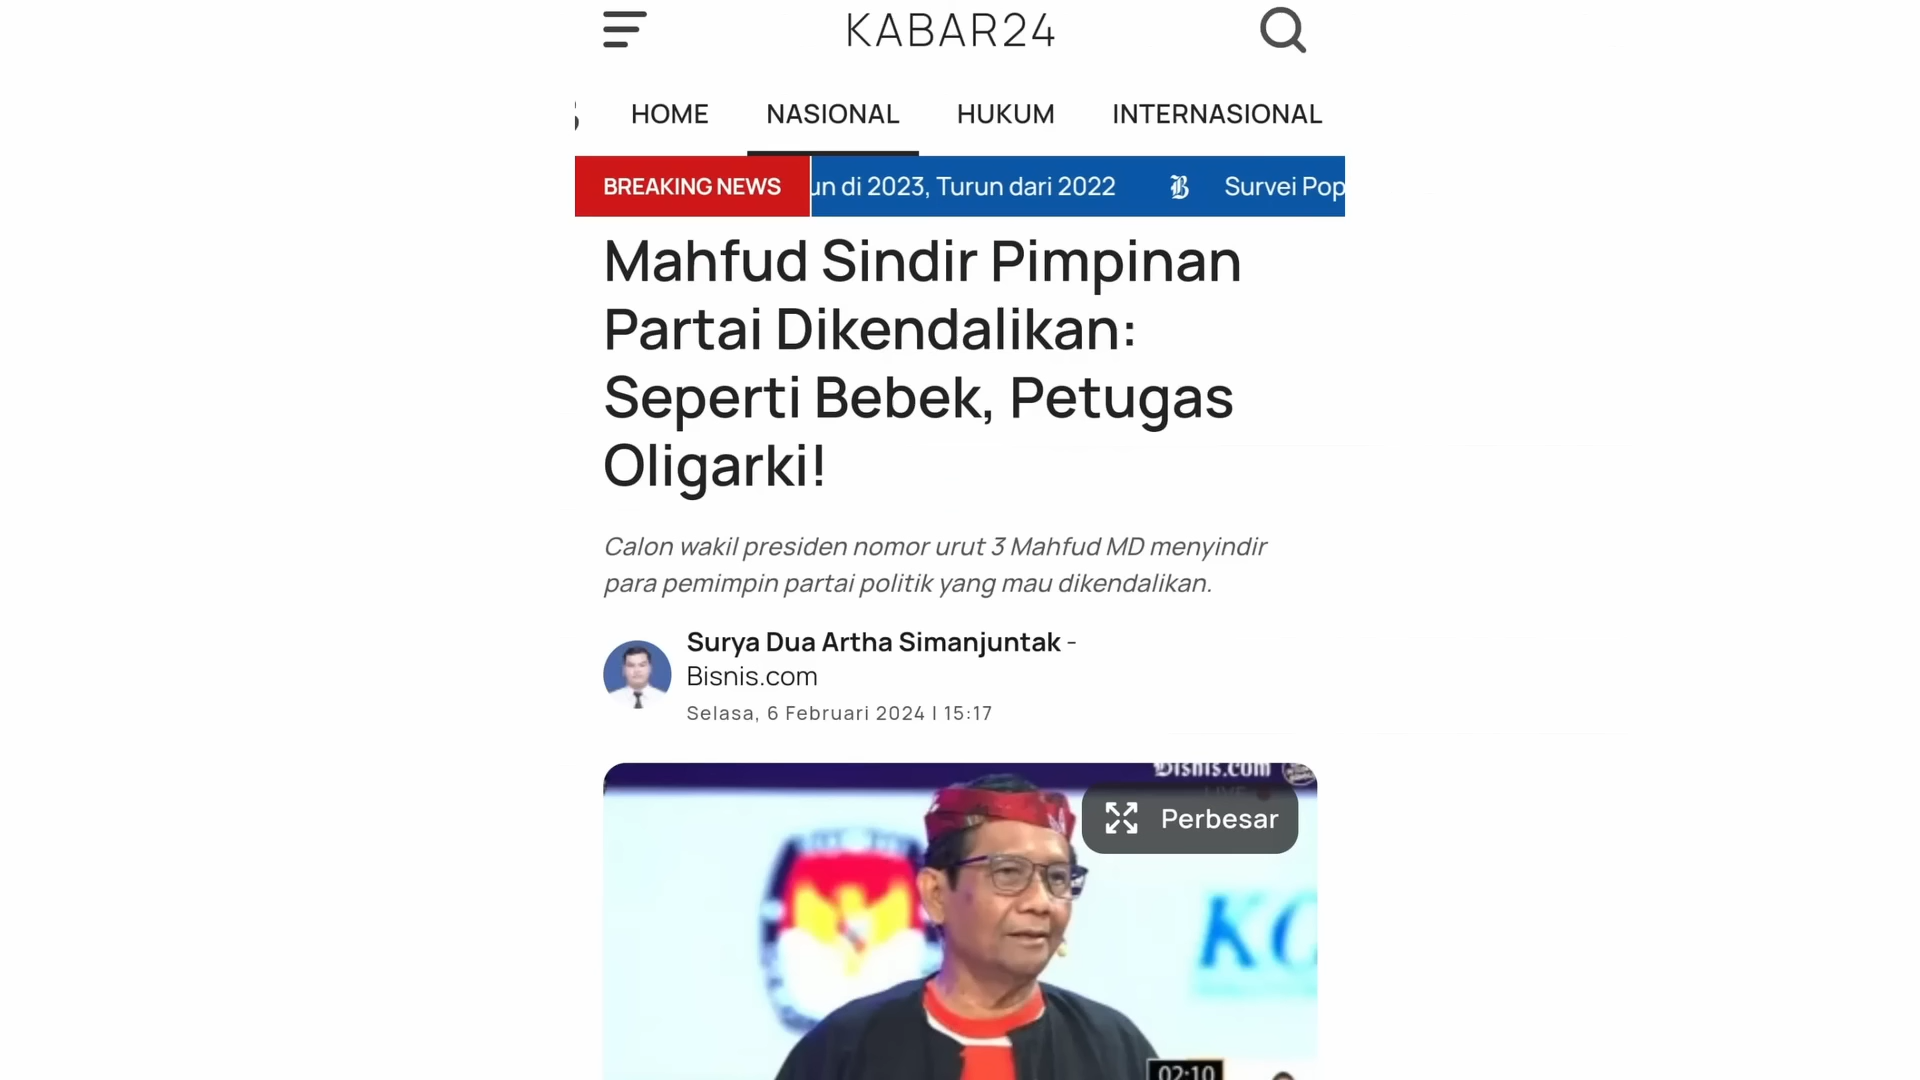 KABAR24
HOME NASIONAL HUKUM INTERNASIONAL
BREAKING NEWS un di 2023, Turun dari 2022 B Survei Pop
Mahfud Sindir Pimpinan
Partai Dikendalikan:
Seperti Bebek, Petugas
Oligarki!
Calon wakil presiden nomor urut 3 Mahfud MD menyindir
para pemimpin partai politik yang mau dikendalikan.
Surya Dua Artha Simanjuntak -
Bisnis.com
Selasa, 6 Februari 2024 | 15:17
Bisnis.com
LIVE
Perbesar
KO
02:10